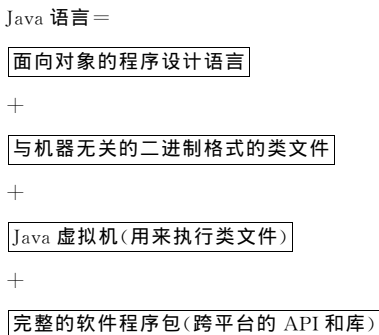 Java 语言=
面向对象的程序设计语言
+
与机器无关的二进制格式的类文件
+
Java 虚拟机(用来执行类文件)
+
完整的软件程序包(跨平台的 API 和库)